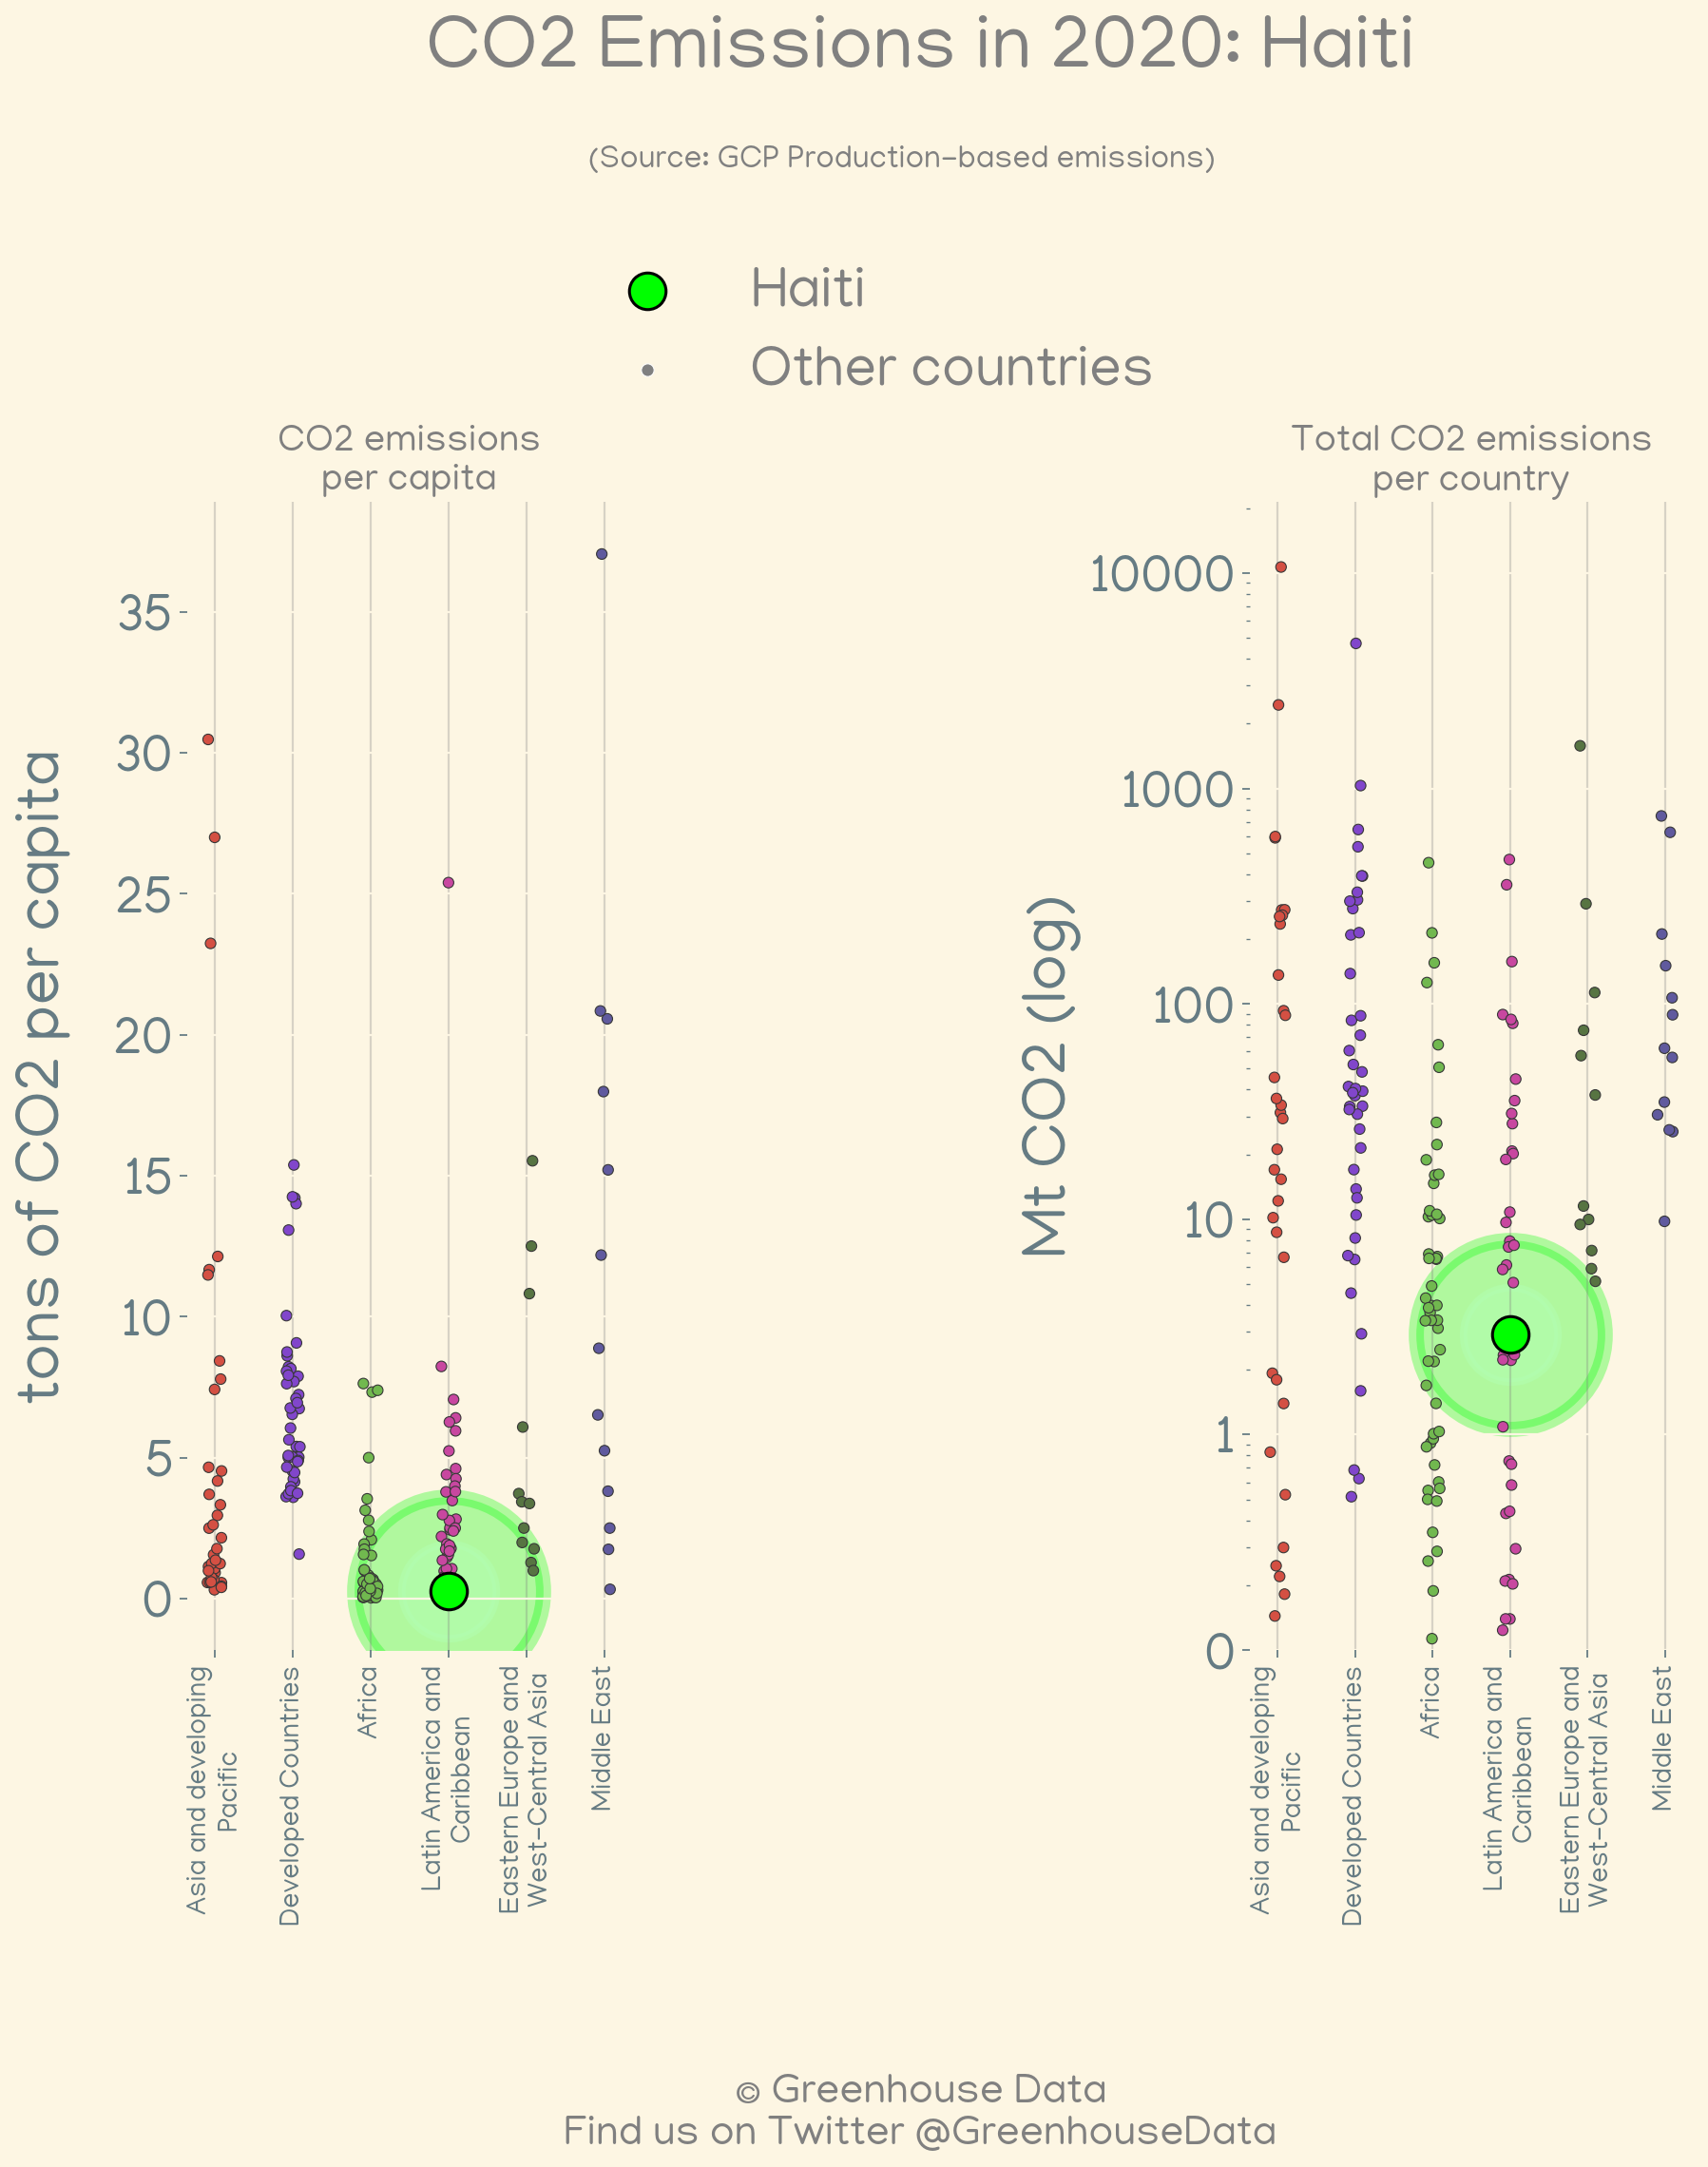 CO2 Emissions in 2020: Haiti
(Source: GCP Production-based emissions)
Haiti
Other countries
CO2 emissions
per capita
tons of CO2 per capita
35
30
25
20
15
10
5
0
Asia and developing
Pacific
Developed Countries
Africa
Latin America and
Caribbean
Eastern Europe and
West-Central Asia
Middle East
Total CO2 emissions
per country
Mt CO2 (log)
10000
1000
100
10
1
0
Asia and developing
Pacific
Developed Countries
Africa
Latin America and
Caribbean
Eastern Europe and
West-Central Asia
Middle East
© Greenhouse Data
Find us on Twitter @GreenhouseData